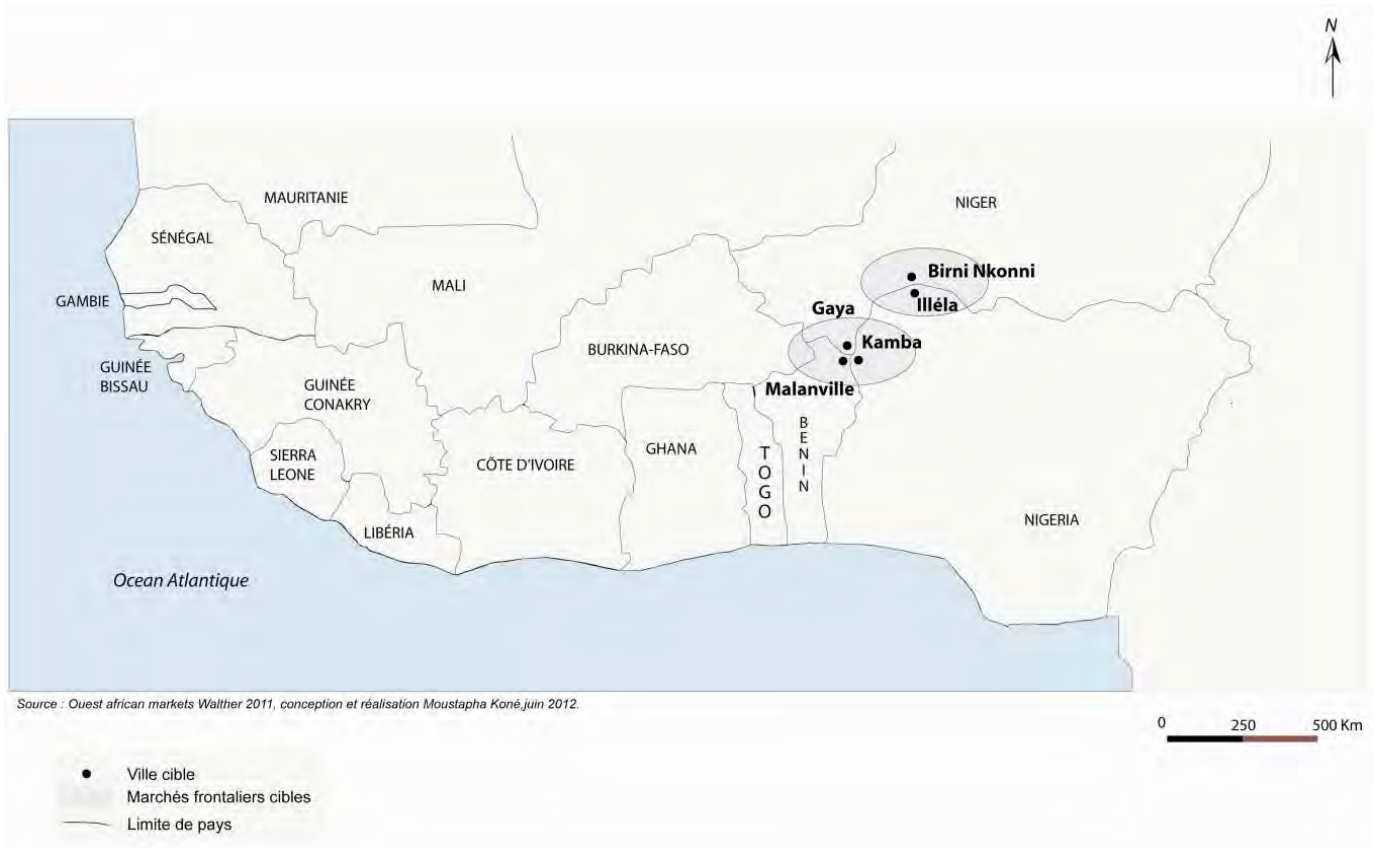 N
MAURITANIE
NIGER
SÉNÉGAL
Birni Nkonni
MALI
GAMBIE
Illéla
Gaya
Kamba
BURKINA-FASO
GUINÉE
BISSAU
GUINÉE
CONAKRY
Malanville
BENIN
GHANA
TOGO
SIERRA
LEONE
CÔTE D'IVOIRE
NIGERIA
LIBÉRIA
Ocean Atlantique
Source : Ouest african markets Walther 2011, conception et réalisation Moustapha Koné,juin 2012.
0 250 500 Km
Ville cible
Marchés frontaliers cibles
Limite de pays